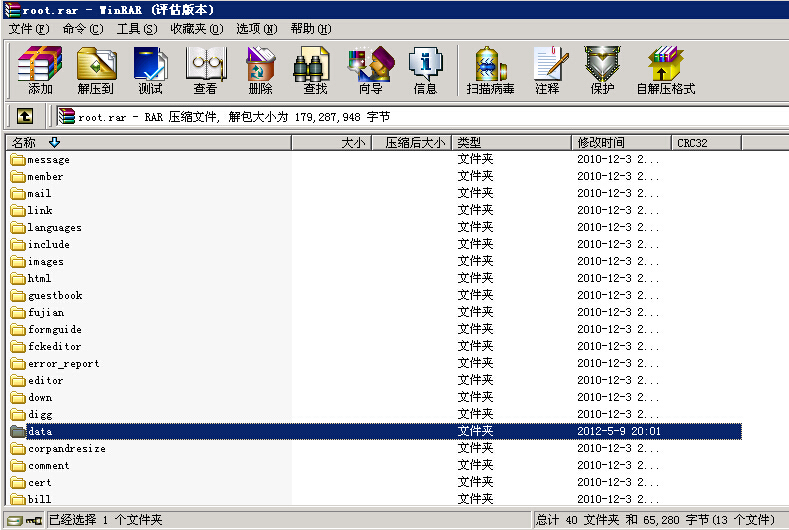 root.rar - WinRAR (评估版本)
文件(F) 命令(C) 工具(S) 收藏夹(O) 选项(N) 帮助(H)
添加 解压到 测试 查看 删除 查找 向导 信息 扫描病毒 注释 保护 自解压格式
root.rar - RAR 压缩文件, 解包大小为 179,287,948 字节
名称 大小 压缩后大小 类型 修改时间 CRC32
message 文件夹 2010-12-3 2...
member 文件夹 2010-12-3 2...
mail 文件夹 2010-12-3 2...
link 文件夹 2010-12-3 2...
languages 文件夹 2010-12-3 2...
include 文件夹 2010-12-3 2...
images 文件夹 2010-12-3 2...
html 文件夹 2010-12-3 2...
guestbook 文件夹 2010-12-3 2...
fujian 文件夹 2010-12-3 2...
formguide 文件夹 2010-12-3 2...
fckeditor 文件夹 2010-12-3 2...
error_report 文件夹 2010-12-3 2...
editor 文件夹 2010-12-3 2...
down 文件夹 2010-12-3 2...
digg 文件夹 2010-12-3 2...
data 文件夹 2012-5-9 20:01
corpandresize 文件夹 2010-12-3 2...
comment 文件夹 2010-12-3 2...
cert 文件夹 2010-12-3 2...
bill 文件夹 2010-12-3 2...
已经选择 1 个文件夹 总计 40 文件夹 和 65,280 字节(13 个文件)